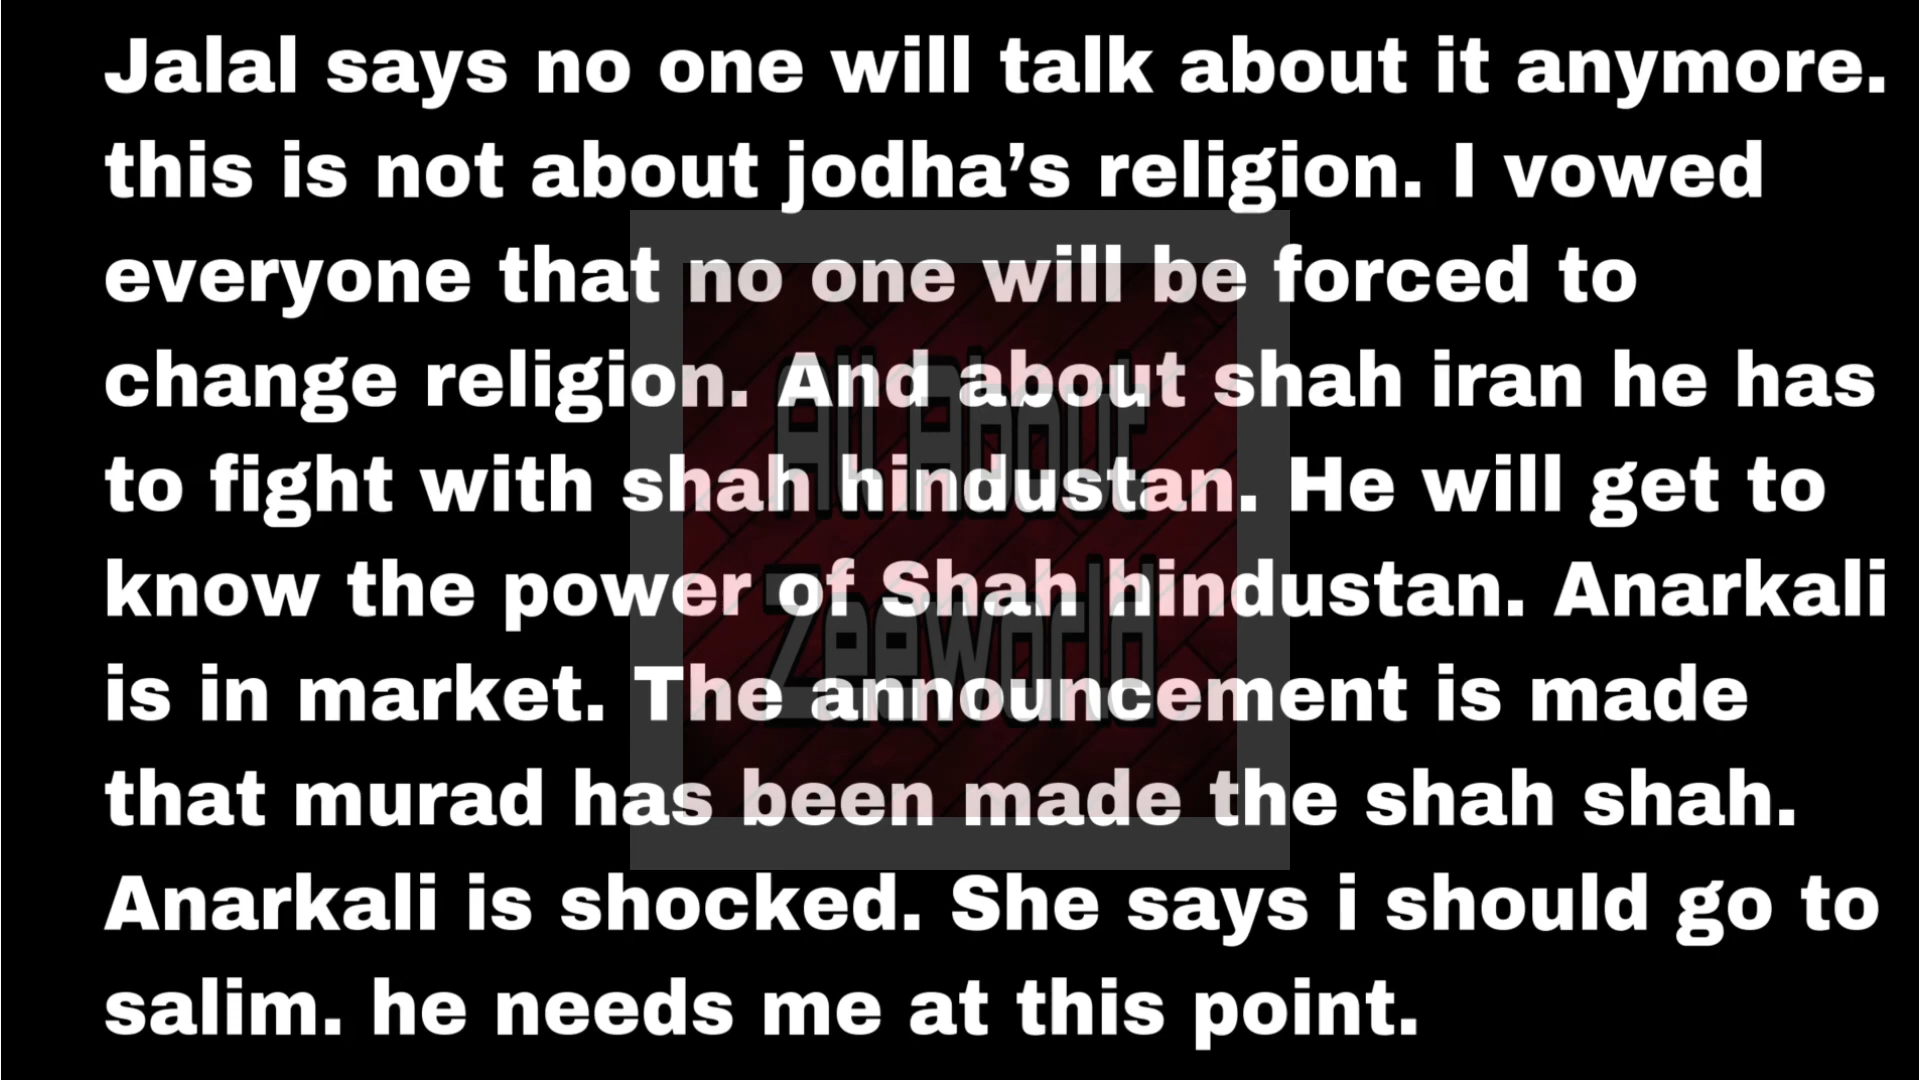 Jalal says no one will talk about it anymore.
this is not about jodha’s religion. I vowed
everyone that no one will be forced to
change religion. And about shah iran he has
to fight with shah hindustan. He will get to
know the power of Shah hindustan. Anarkali
is in market. The announcement is made
that murad has been made the shah shah.
Anarkali is shocked. She says i should go to
salim. he needs me at this point.
All About
Zeeworld